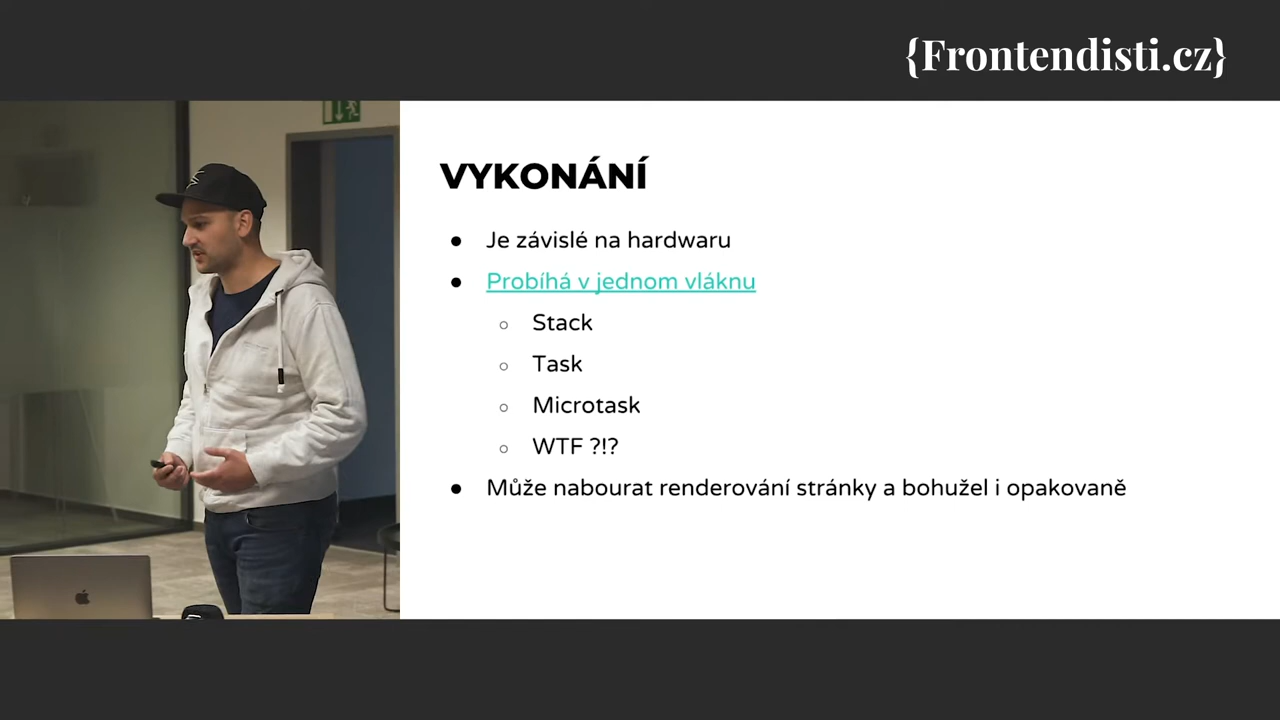 {Frontendisti.cz}
VYKONÁNÍ
Je závislé na hardwaru
Probíhá v jednom vláknu
Stack
Task
Microtask
WTF ?!?
Může nabourat renderování stránky a bohužel i opakovaně